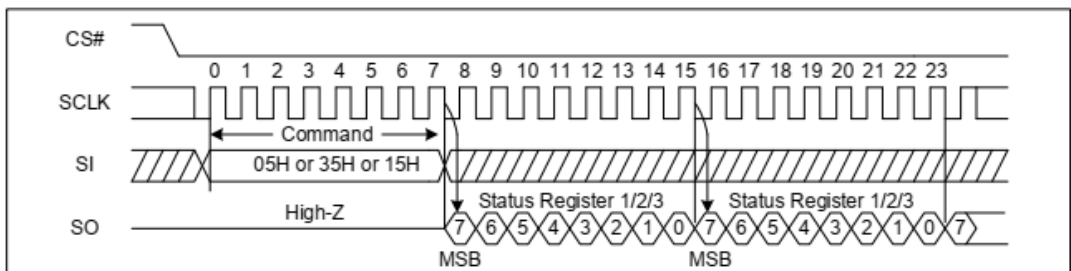 CS#
0 1 2 3 4 5 6 7 8 9 10 11 12 13 14 15 16 17 18 19 20 21 22 23
SCLK
Command
SI
05H or 35H or 15H
High-Z
Status Register 1/2/3
Status Register 1/2/3
SO
7 6 5 4 3 2 1 0 7 6 5 4 3 2 1 0 7
MSB
MSB